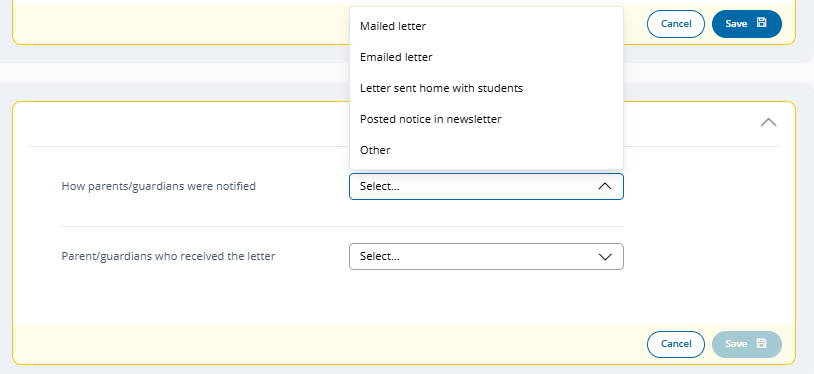 Cancel
Save
Mailed letter
Emailed letter
Letter sent home with students
Posted notice in newsletter
Other
How parents/guardians were notified
Select...
Parent/guardians who received the letter
Select...
Cancel
Save